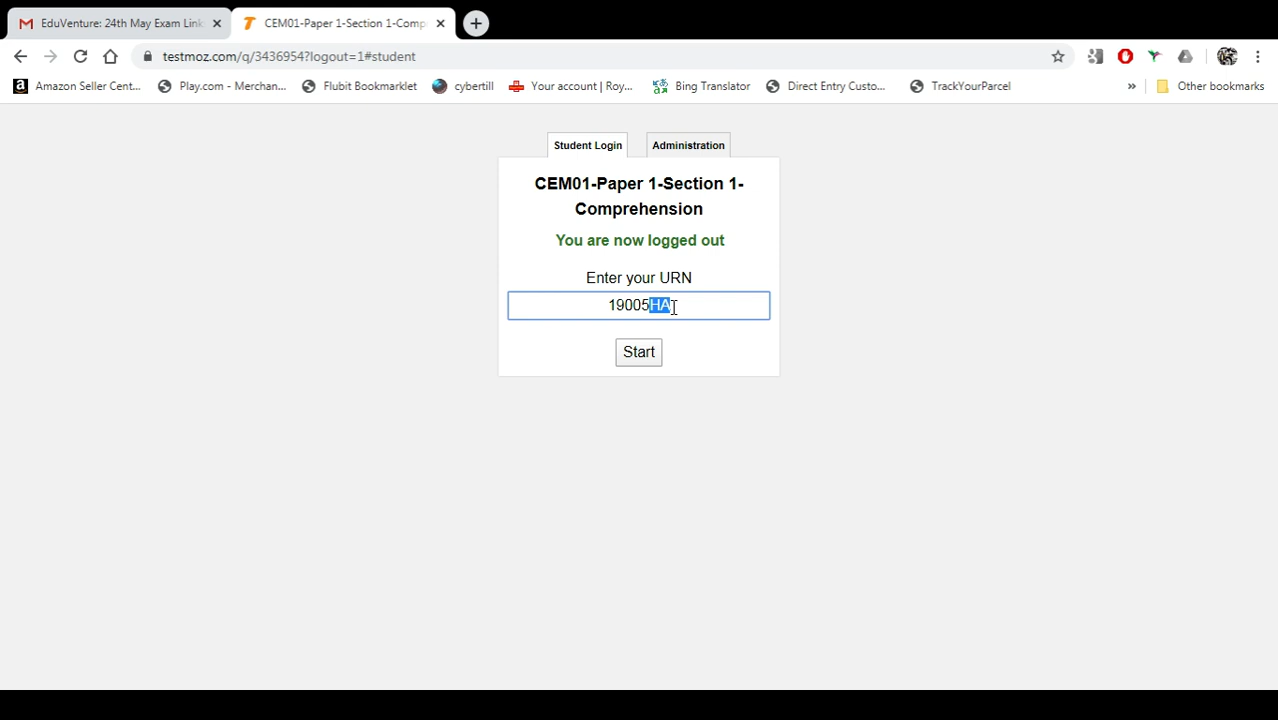 EduVenture: 24th May Exam Link
CEM01-Paper 1-Section 1-Comp
testmoz.com/q/3436954?logout=1#student
Amazon Seller Cent...
Play.com - Merchan...
Flubit Bookmarklet
cybertill
Your account | Roy...
Bing Translator
Direct Entry Custo...
TrackYourParcel
»
Other bookmarks
Student Login
Administration
CEM01-Paper 1-Section 1-
Comprehension
You are now logged out
Enter your URN
19005HA
Start